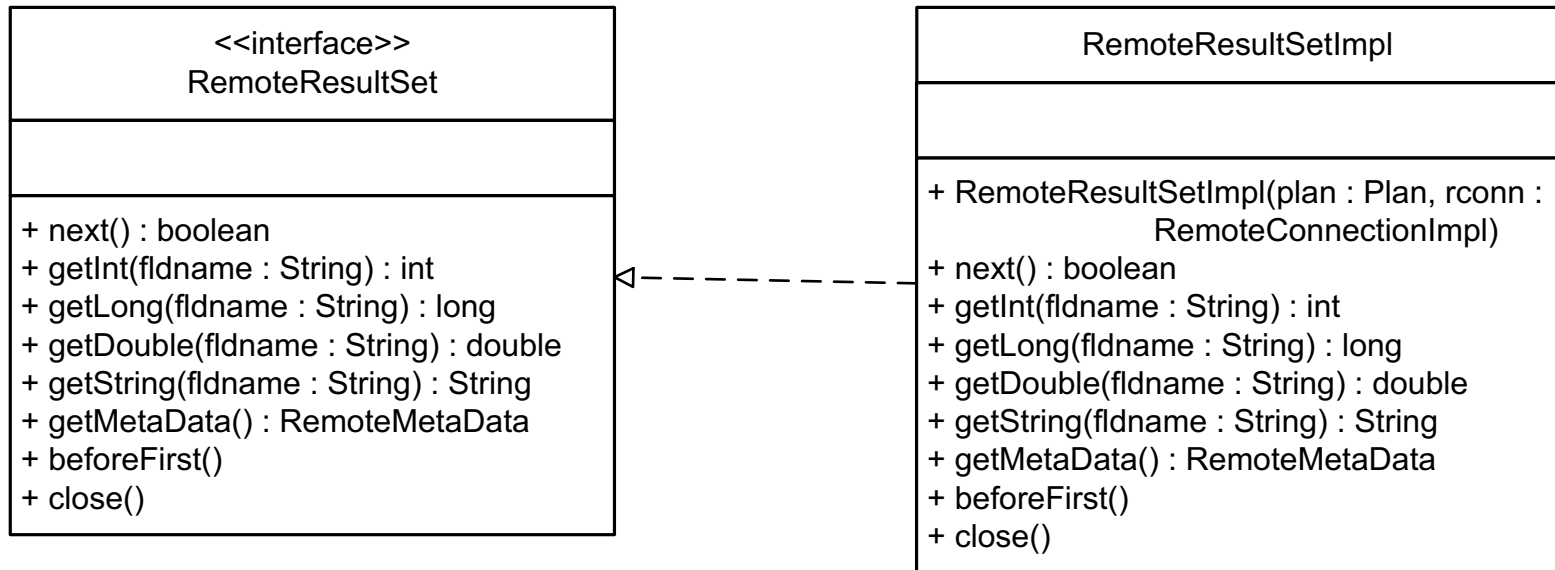 <<interface>>
RemoteResultSet
+ next() : boolean
+ getInt(fldname : String) : int
+ getLong(fldname : String) : long
+ getDouble(fldname : String) : double
+ getString(fldname : String) : String
+ getMetaData() : RemoteMetaData
+ beforeFirst()
+ close()
RemoteResultSetImpl
+ RemoteResultSetImpl(plan : Plan, rconn :
RemoteConnectionImpl)
+ next() : boolean
+ getInt(fldname : String) : int
+ getLong(fldname : String) : long
+ getDouble(fldname : String) : double
+ getString(fldname : String) : String
+ getMetaData() : RemoteMetaData
+ beforeFirst()
+ close()